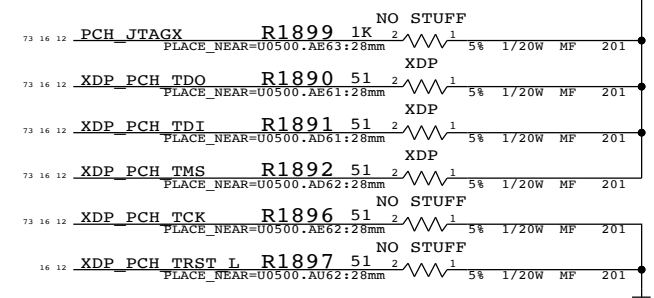 NO STUFF
73 16 12 PCH_JTAGX R1899 1K 2 1 5% 1/20W MF 201
PLACE_NEAR=U0500.AE63:28mm
XDP
73 16 12 XDP_PCH_TDO R1890 51 2 1 5% 1/20W MF 201
PLACE_NEAR=U0500.AE61:28mm
XDP
73 16 12 XDP_PCH_TDI R1891 51 2 1 5% 1/20W MF 201
PLACE_NEAR=U0500.AD61:28mm
XDP
73 16 12 XDP_PCH_TMS R1892 51 2 1 5% 1/20W MF 201
PLACE_NEAR=U0500.AD62:28mm
NO STUFF
73 16 12 XDP_PCH_TCK R1896 51 2 1 5% 1/20W MF 201
PLACE_NEAR=U0500.AE62:28mm
NO STUFF
16 12 XDP_PCH_TRST_L R1897 51 2 1 5% 1/20W MF 201
PLACE_NEAR=U0500.AU62:28mm